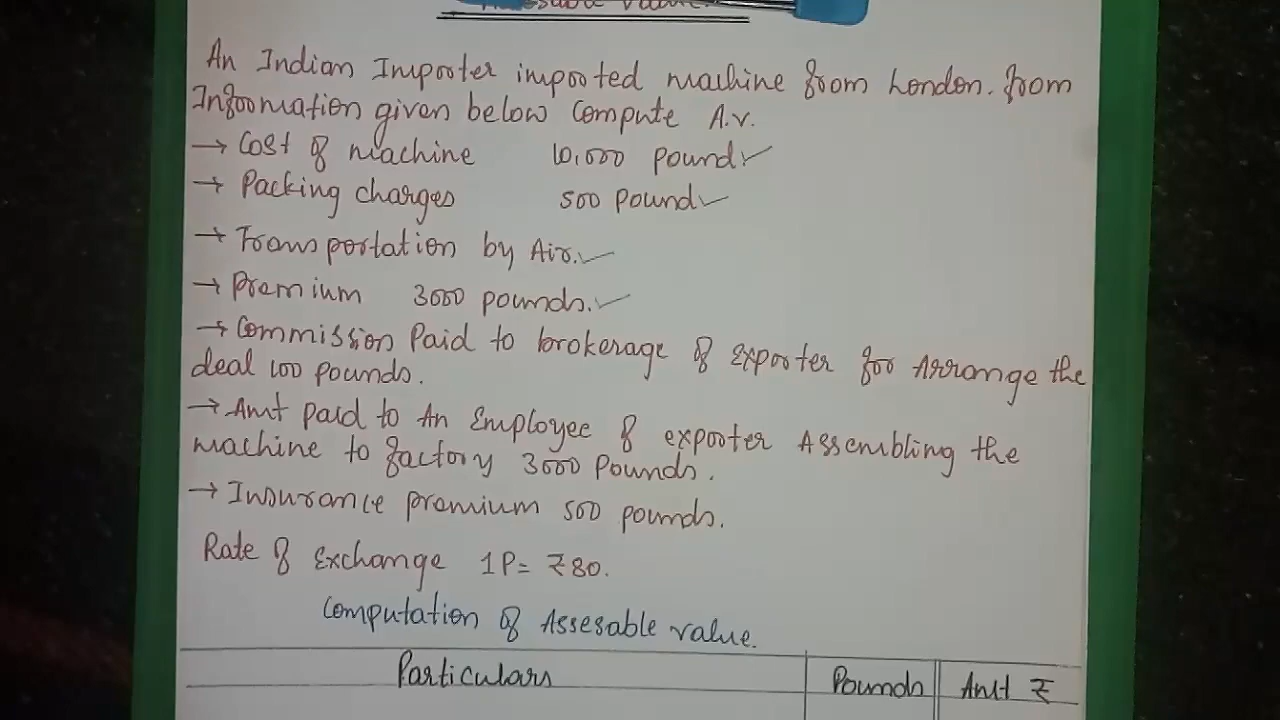 An Indian Importer imported machine from London. from
Information given below compute A.V.
→ Cost of machine 10,000 pound ✓
→ Packing charges 500 pound ✓
→ Transportation by Air. ✓
→ Premium 3000 pounds. ✓
→ Commission Paid to brokerage of exporter for Arrange the
deal 100 pounds.
→ Amt paid to An Employee of exporter Assembling the
machine to factory 3000 Pounds.
→ Insurance premium 500 pounds.
Rate of Exchange 1P= ₹80.
Computation of Assesable value.
Particulars Pounds Amt ₹